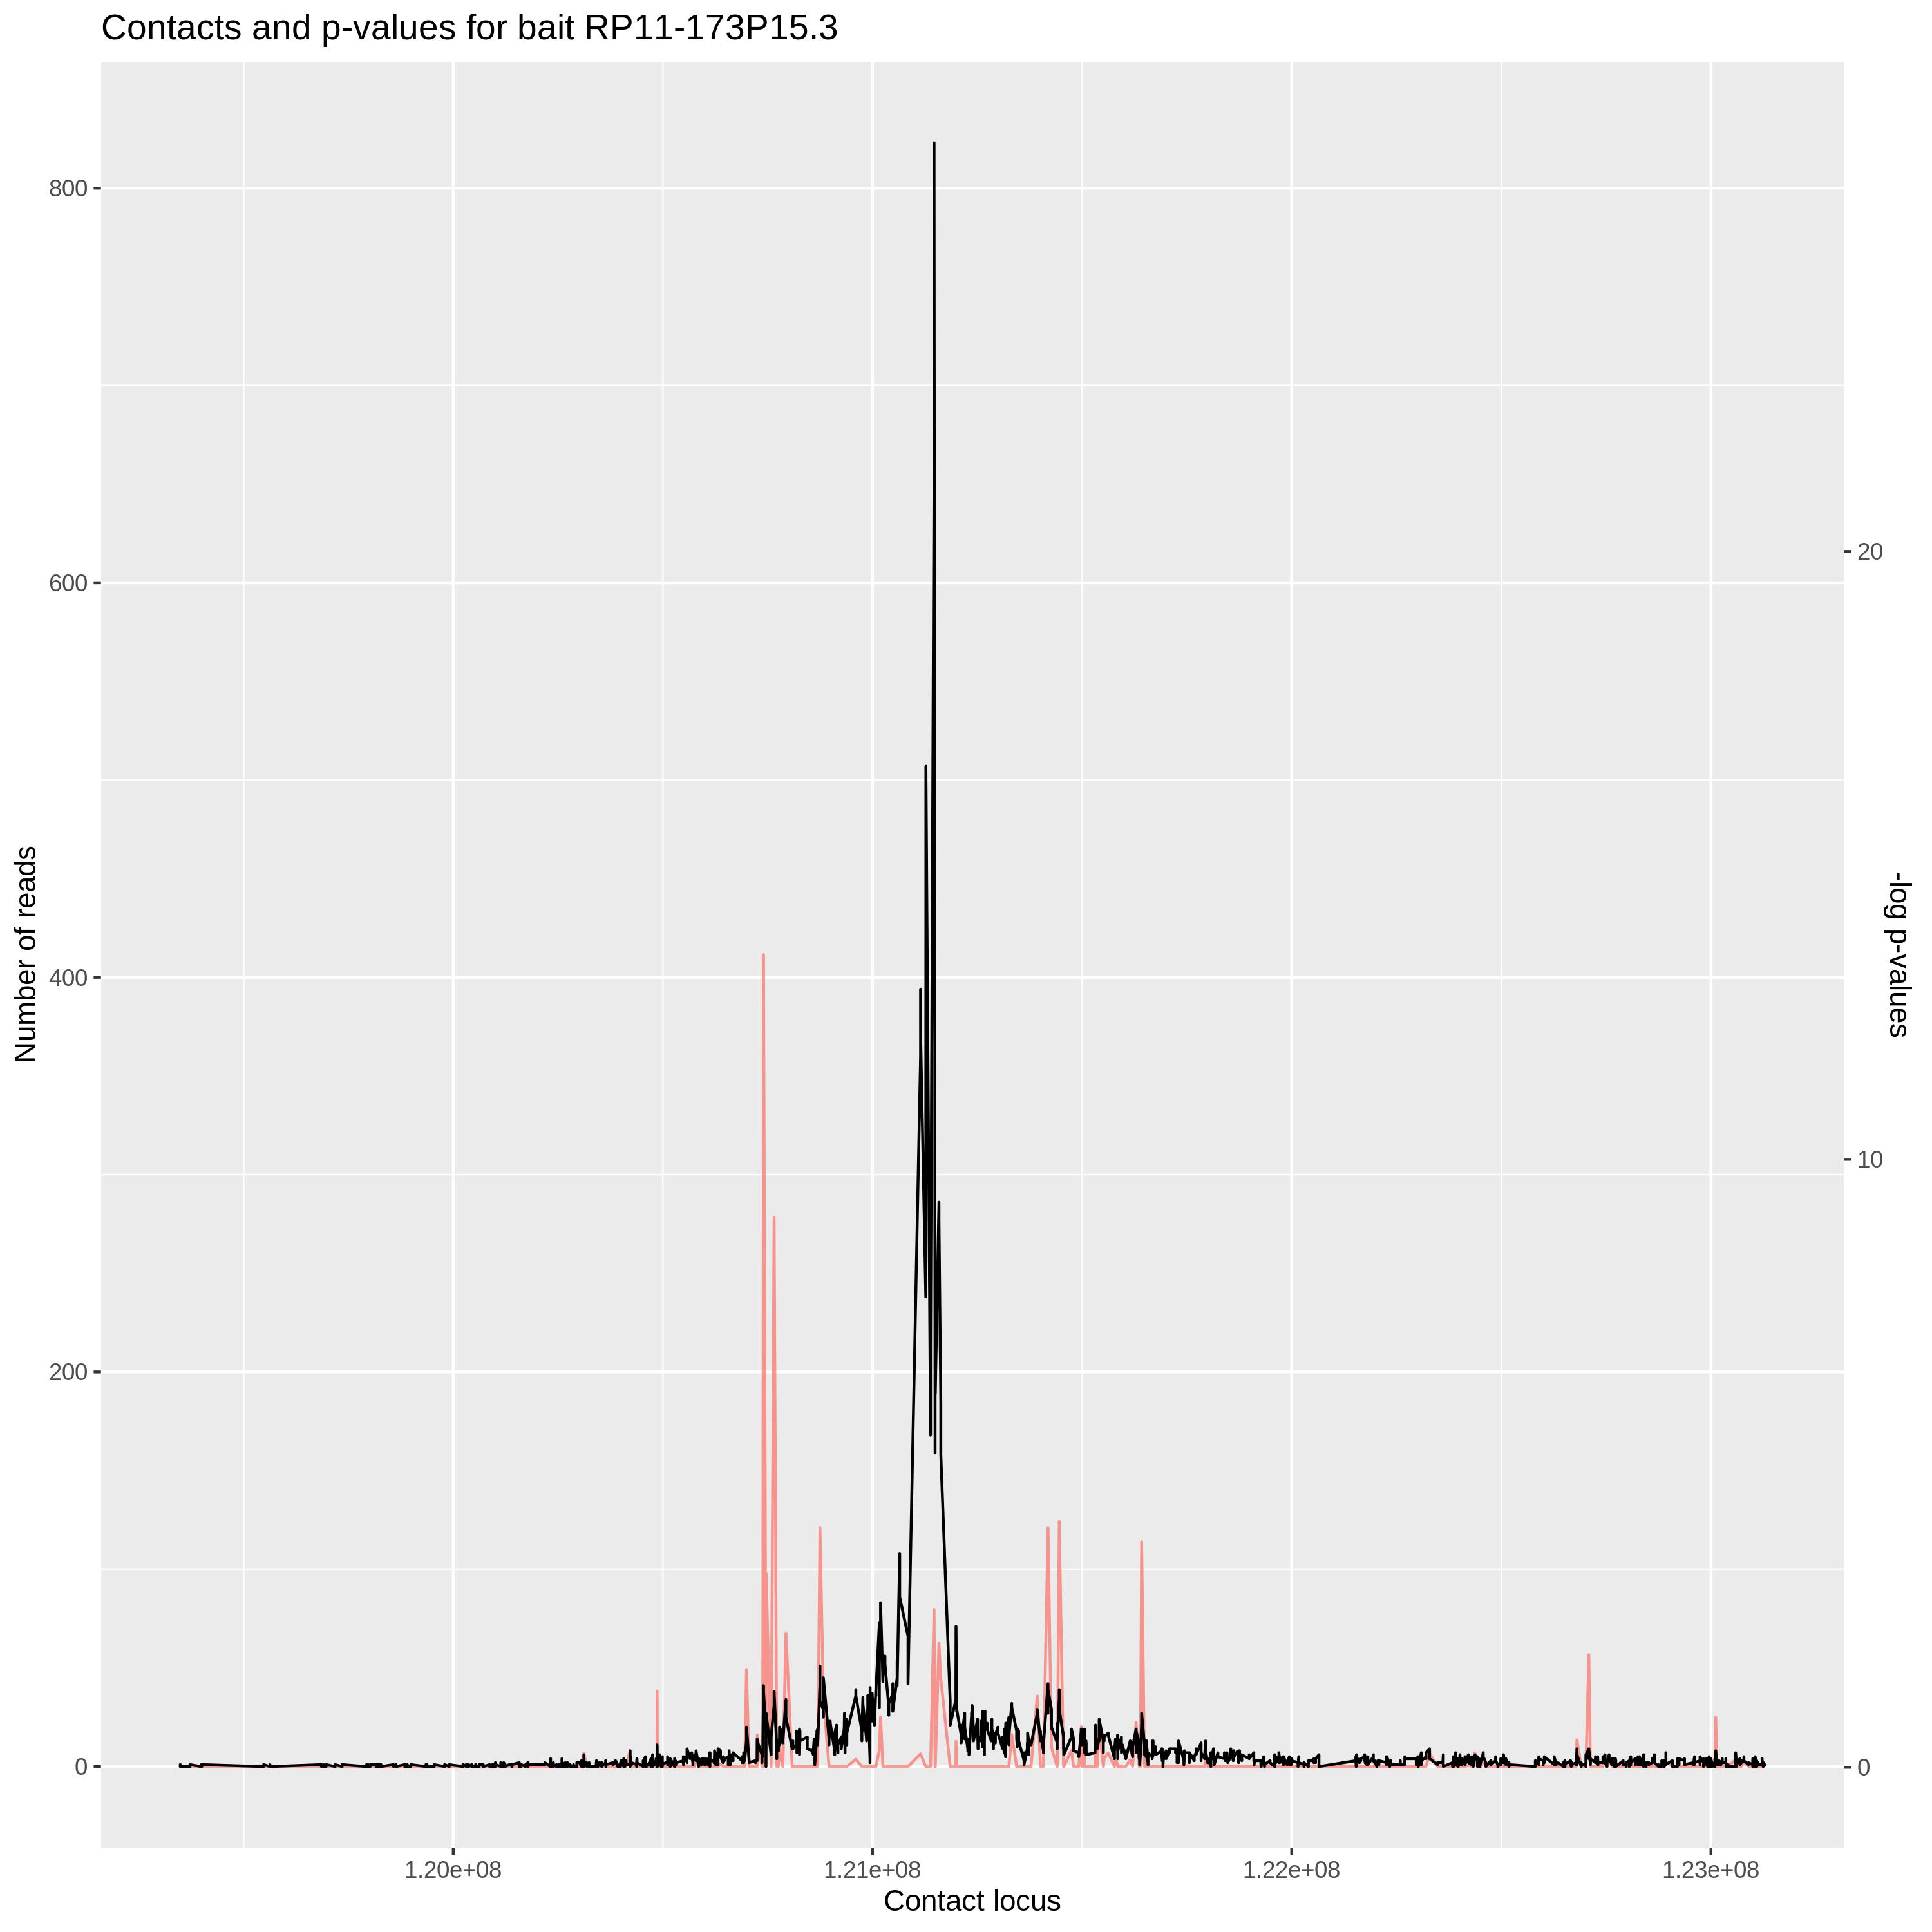 Contacts and p-values for bait RP11-173P15.3
800
600
400
200
0
Number of reads
20
10
0
-log p-values
1.20e+08
1.21e+08
1.22e+08
1.23e+08
Contact locus